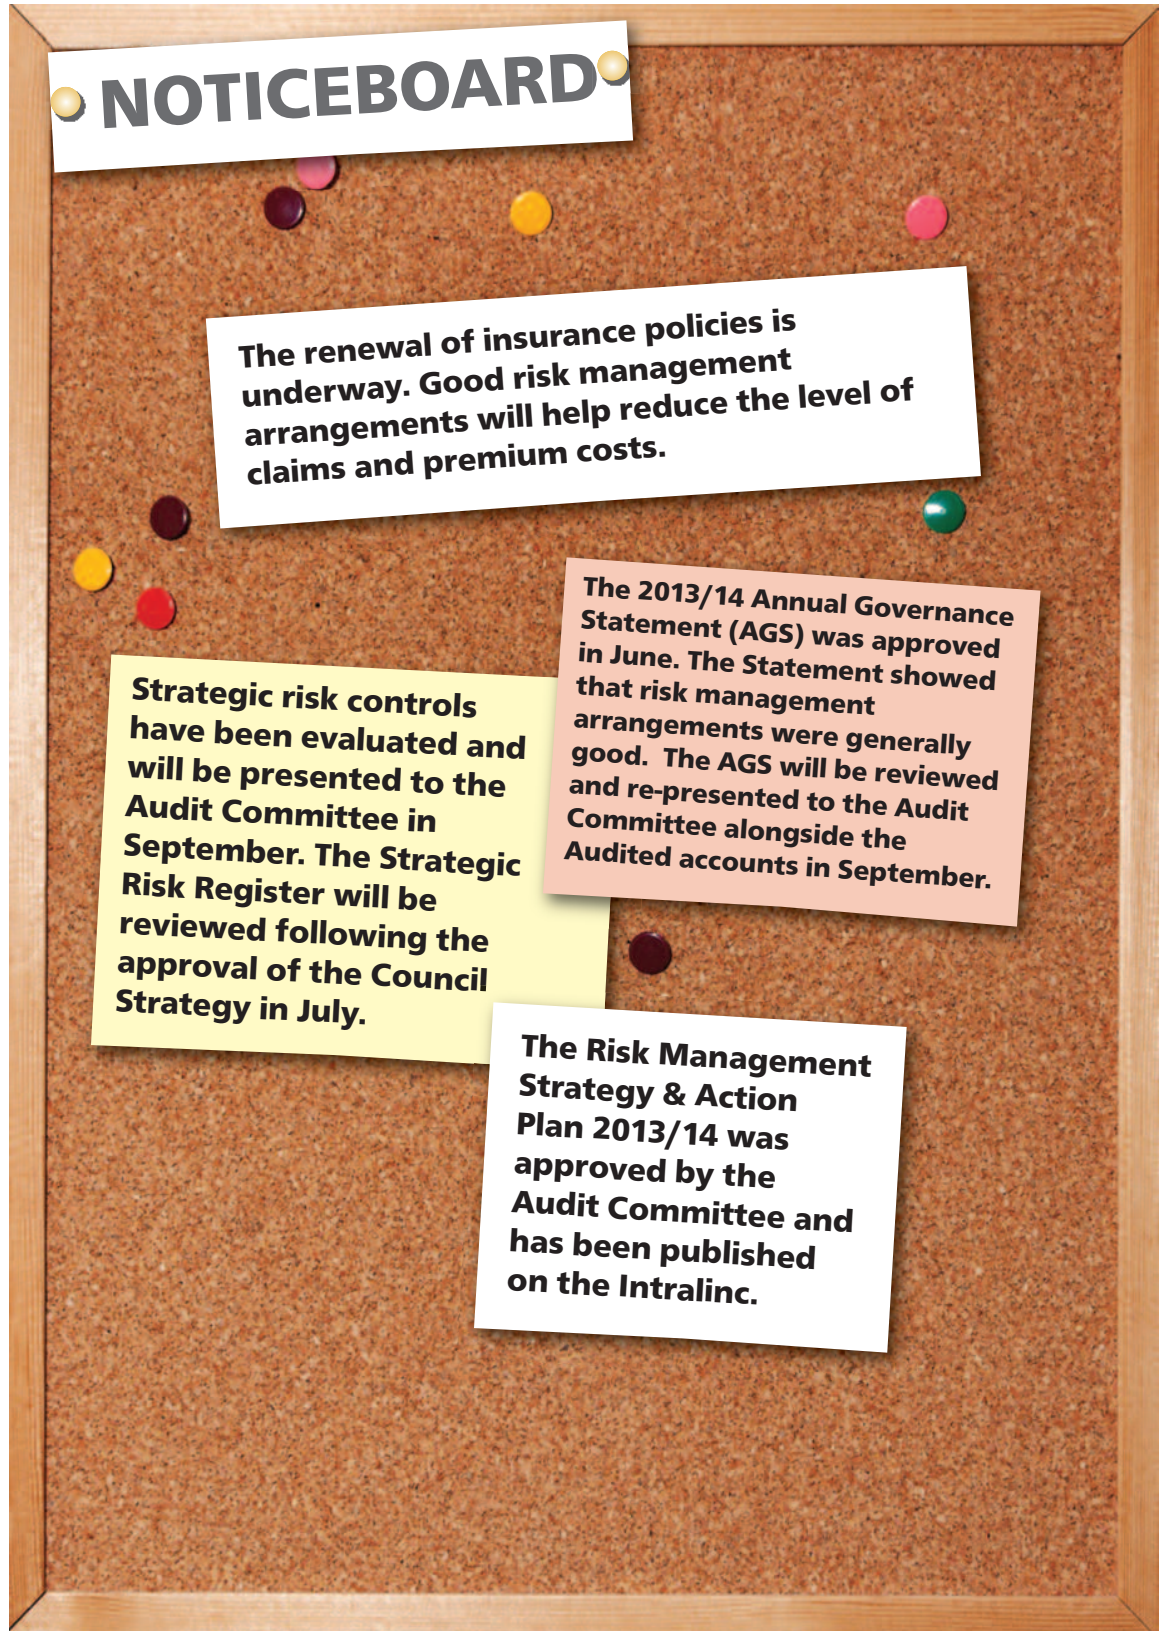 NOTICEBOARD
The renewal of insurance policies is
underway. Good risk management
arrangements will help reduce the level of
claims and premium costs.
The 2013/14 Annual Governance
Statement (AGS) was approved
in June. The Statement showed
that risk management
arrangements were generally
good.  The AGS will be reviewed
and re-presented to the Audit
Committee alongside the
Audited accounts in September.
Strategic risk controls
have been evaluated and
will be presented to the
Audit Committee in
September. The Strategic
Risk Register will be
reviewed following the
approval of the Council
Strategy in July.
The Risk Management
Strategy & Action
Plan 2013/14 was
approved by the
Audit Committee and
has been published
on the Intralinc.